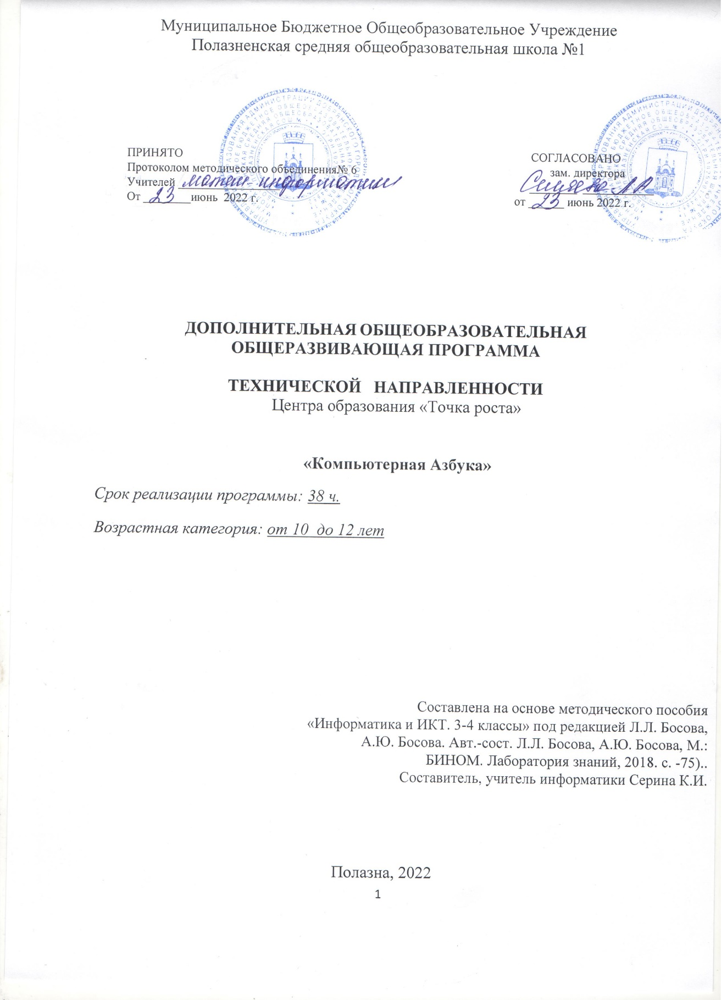 Муниципальное Бюджетное Общеобразовательное Учреждение
Полазненская средняя общеобразовательная школа №1
ПРИНЯТО
Протоколом методического объединения№ 6
Учителей матем. информатики
От 23 июнь 2022 г.
СОГЛАСОВАНО
зам. директора
от 23 июнь 2022 г.
ДОПОЛНИТЕЛЬНАЯ ОБЩЕОБРАЗОВАТЕЛЬНАЯ
ОБЩЕРАЗВИВАЮЩАЯ ПРОГРАММА
ТЕХНИЧЕСКОЙ НАПРАВЛЕННОСТИ
Центра образования «Точка роста»
«Компьютерная Азбука»
Срок реализации программы: 38 ч.
Возрастная категория: от 10 до 12 лет
Составлена на основе методического пособия
«Информатика и ИКТ. 3-4 классы» под редакцией Л.Л. Босова,
А.Ю. Босова. Авт.-сост. Л.Л. Босова, А.Ю. Босова, М.:
БИНОМ. Лаборатория знаний, 2018. с. -75)..
Составитель, учитель информатики Серина К.И.
Полазна, 2022
1